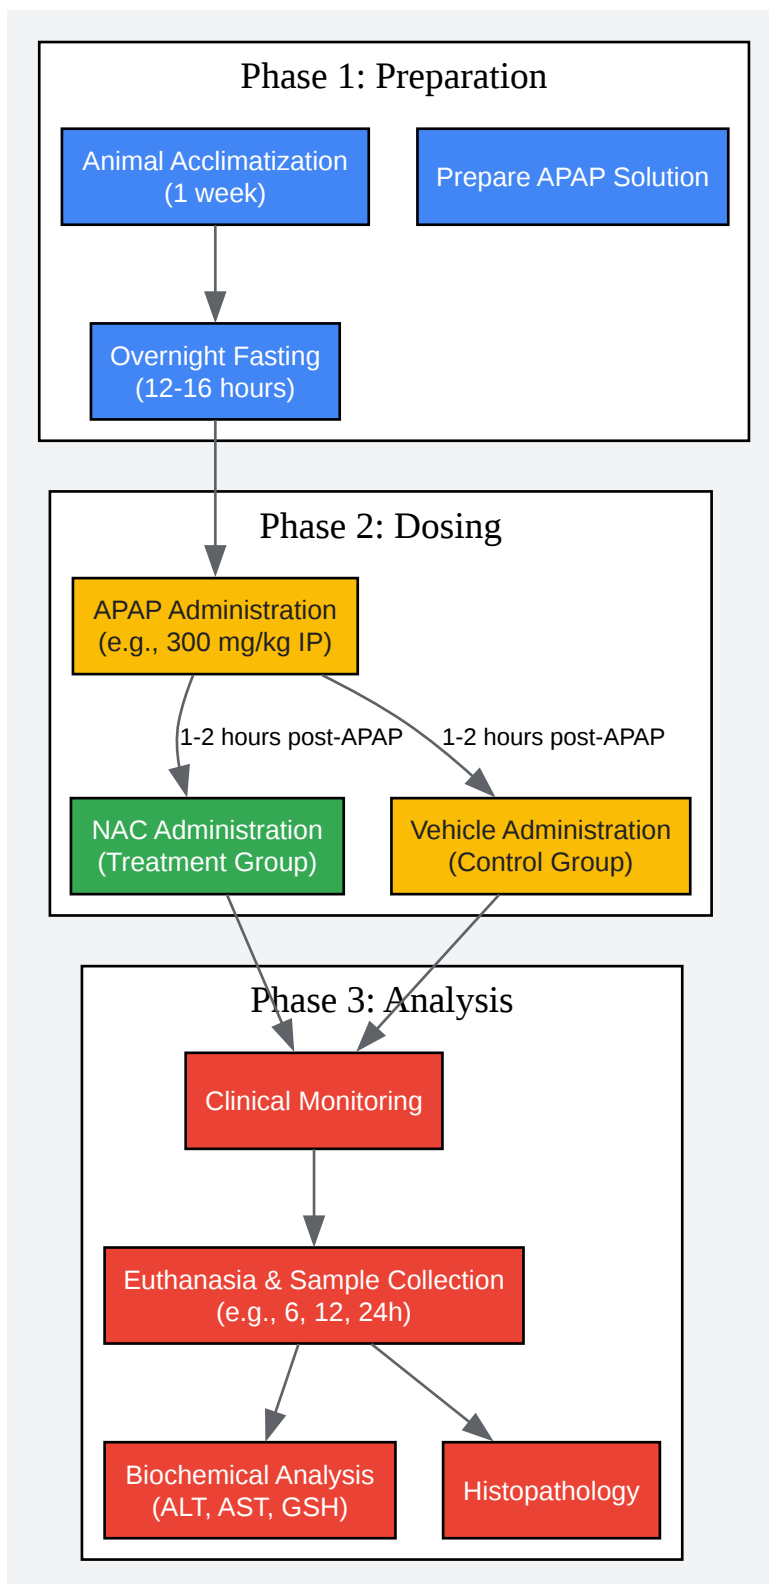 Phase 1: Preparation
Animal Acclimatization
(1 week)
Prepare APAP Solution
Overnight Fasting
(12-16 hours)
Phase 2: Dosing
APAP Administration
(e.g., 300 mg/kg IP)
1-2 hours post-APAP
1-2 hours post-APAP
NAC Administration
(Treatment Group)
Vehicle Administration
(Control Group)
Phase 3: Analysis
Clinical Monitoring
Euthanasia & Sample Collection
(e.g., 6, 12, 24h)
Biochemical Analysis
(ALT, AST, GSH)
Histopathology